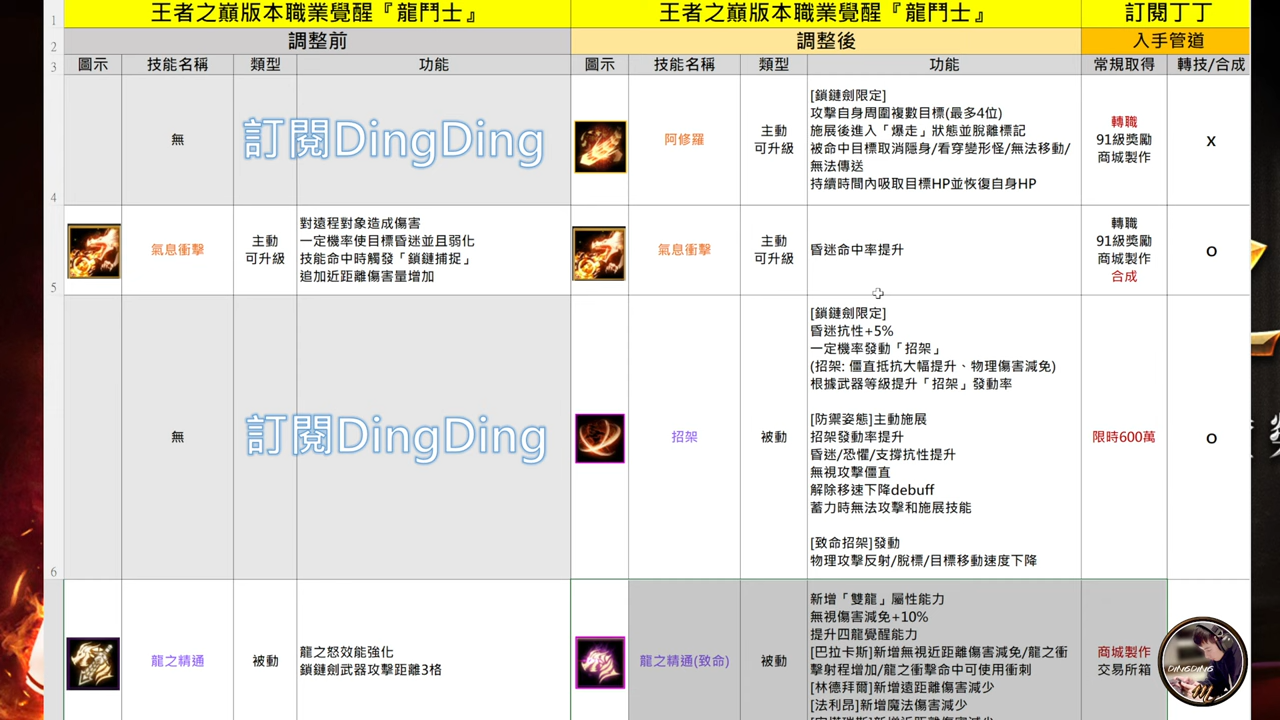 1
王者之巔版本職業覺醒『龍鬥士』
王者之巔版本職業覺醒『龍鬥士』
訂閱丁丁
2
調整前
調整後
入手管道
3
圖示
技能名稱
類型
功能
圖示
技能名稱
類型
功能
常規取得
轉技/合成
4
無
訂閱DingDing
阿修羅
主動
可升級
[鎖鏈劍限定]
攻擊自身周圍複數目標(最多4位)
施展後進入「爆走」狀態並脫離標記
被命中目標取消隱身/看穿變形怪/無法移動/
無法傳送
持續時間內吸取目標HP並恢復自身HP
轉職
91級獎勵
商城製作
x
5
氣息衝擊
主動
可升級
對遠程對象造成傷害
一定機率使目標昏迷並且弱化
技能命中時觸發「鎖鏈捕捉」
追加近距離傷害量增加
氣息衝擊
主動
可升級
昏迷命中率提升
轉職
91級獎勵
商城製作
合成
o
6
無
訂閱DingDing
招架
被動
[鎖鏈劍限定]
昏迷抗性+5%
一定機率發動「招架」
(招架: 僵直抵抗大幅提升、物理傷害減免)
根據武器等級提升「招架」發動率
[防禦姿態]主動施展
招架發動率提升
昏迷/恐懼/支撐抗性提升
無視攻擊僵直
解除移速下降debuff
蓄力時無法攻擊和施展技能
[致命招架]發動
物理攻擊反射/脫標/目標移動速度下降
限時600萬
o
龍之精通
被動
龍之怒效能強化
鎖鏈劍武器攻擊距離3格
龍之精通(致命)
被動
新增「雙龍」屬性能力
無視傷害減免+10%
提升四龍覺醒能力
[巴拉卡斯]新增無視近距離傷害減免/龍之衝
擊射程增加/龍之衝擊命中可使用衝刺
[林德拜爾]新增遠距離傷害減少
[法利昂]新增魔法傷害減少
商城製作
交易所箱
DINGDING